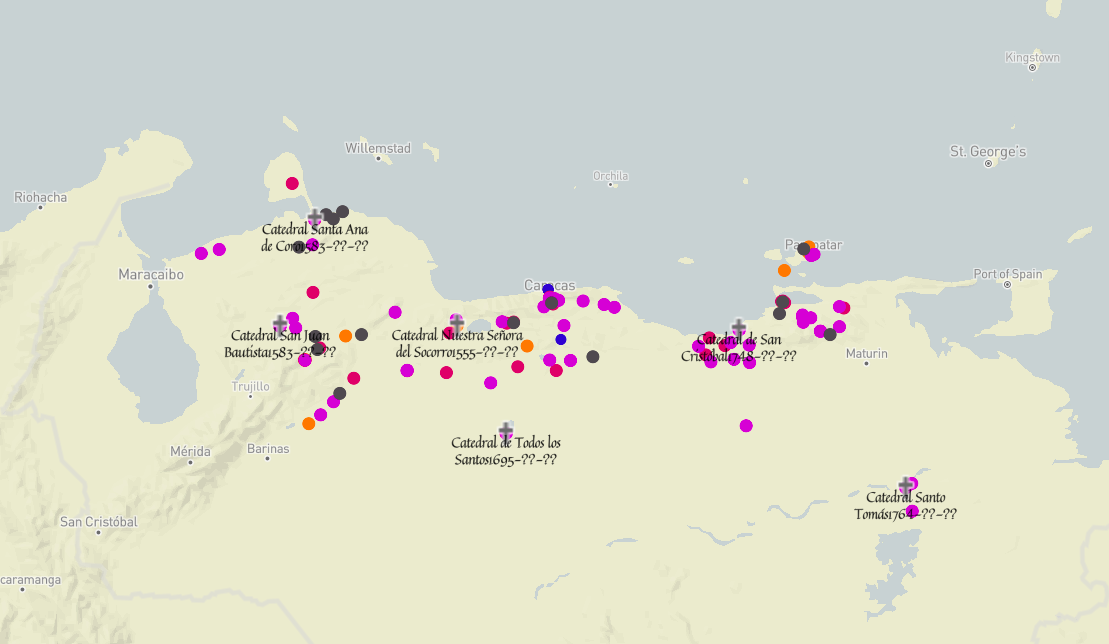 Kingstown
St. George's
Willemstad
Orchila
Riohacha
Catedral Santa Ana
de Coro1583-??-??
Maracaibo
Caracas
Port of Spain
Catedral San Juan
Bautista1583-??-??
Catedral Nuestra Señora
del Socorro1555-??-??
Catedral de San
Cristóbal1748-??-??
Maturin
Trujillo
Catedral de Todos los
Santos1695-??-??
Mérida
Barinas
Catedral Santo
Tomás1764-??-??
San Cristóbal
caramanga